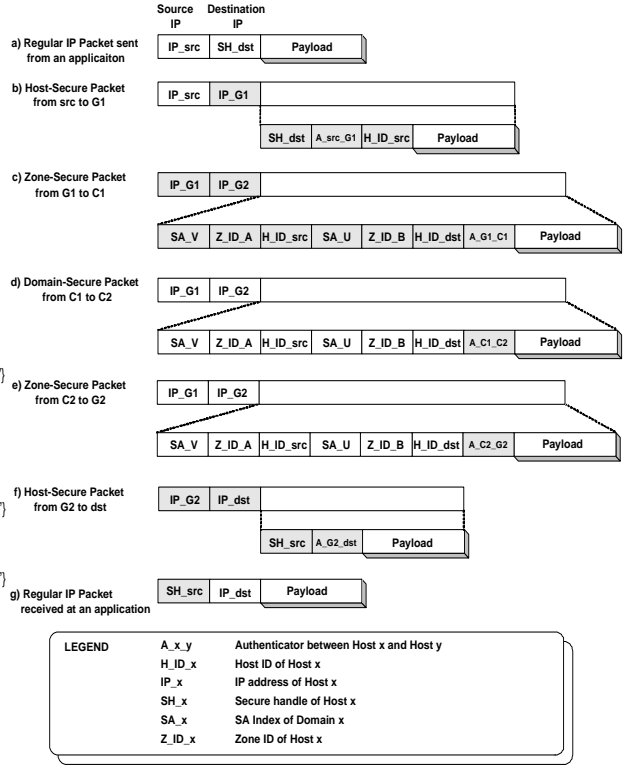 Source Destination
IP IP
a) Regular IP Packet sent
from an applicaiton
IP_src SH_dst Payload
b) Host-Secure Packet
from src to G1
IP_src IP_G1
SH_dst A_src_G1 H_ID_src Payload
c) Zone-Secure Packet
from G1 to C1
IP_G1 IP_G2
SA_V Z_ID_A H_ID_src SA_U Z_ID_B H_ID_dst A_G1_C1 Payload
d) Domain-Secure Packet
from C1 to C2
IP_G1 IP_G2
SA_V Z_ID_A H_ID_src SA_U Z_ID_B H_ID_dst A_C1_C2 Payload
"}
e) Zone-Secure Packet
from C2 to G2
IP_G1 IP_G2
SA_V Z_ID_A H_ID_src SA_U Z_ID_B H_ID_dst A_C2_G2 Payload
f) Host-Secure Packet
from G2 to dst
"}
IP_G2 IP_dst
SH_src A_G2_dst Payload
"}
g) Regular IP Packet
received at an application
SH_src IP_dst Payload
LEGEND
A_x_y Authenticator between Host x and Host y
H_ID_x Host ID of Host x
IP_x IP address of Host x
SH_x Secure handle of Host x
SA_x SA Index of Domain x
Z_ID_x Zone ID of Host x